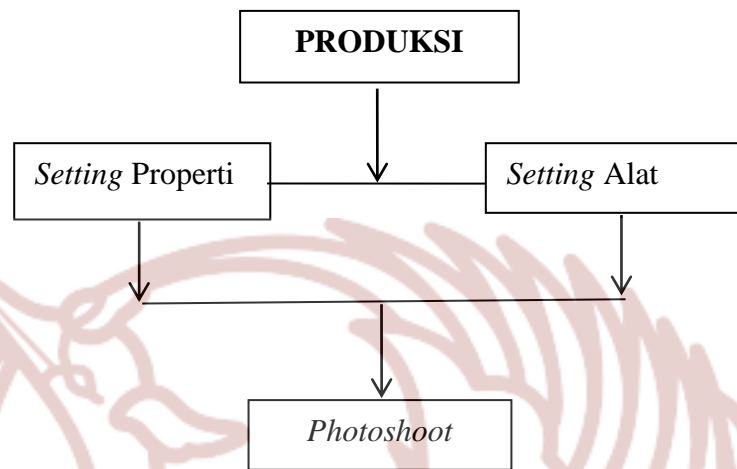 PRODUKSI
Setting Properti
Setting Alat
Photoshoot